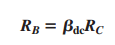 R_B = β_dc R_C